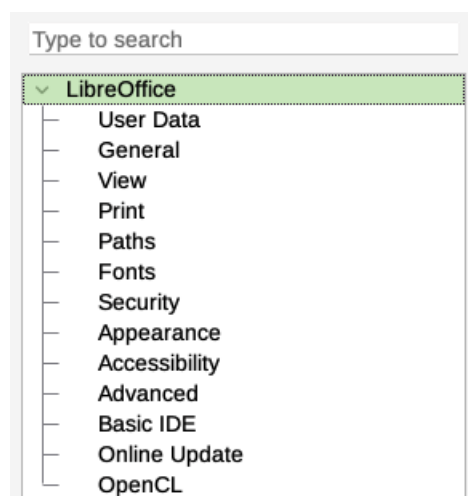 Type to search
LibreOffice
User Data
General
View
Print
Paths
Fonts
Security
Appearance
Accessibility
Advanced
Basic IDE
Online Update
OpenCL